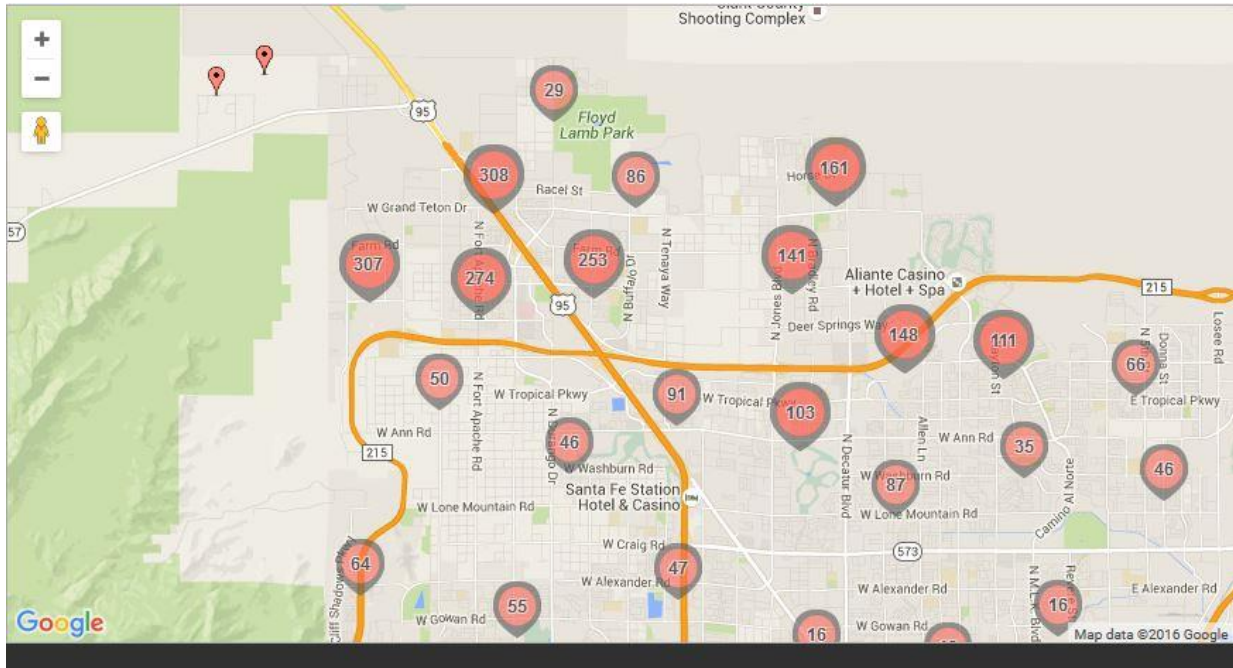 Shooting Complex
+
−
95
29
Floyd
Lamb Park
308
Racel St
86
161
W Grand Teton Dr
57
Farm Rd
307
N Fort Apache Rd
274
253
N Buffalo Dr
N Tenaya Way
141
N Jones Blvd
N Bradley Rd
Aliante Casino
+ Hotel + Spa
95
215
Deer Springs Way
148
111
Losee Rd
Donna St
66
50
W Tropical Pkwy
91
W Tropical Pkwy
103
E Tropical Pkwy
N Fort Apache Rd
N Durango Dr
W Ann Rd
46
Allen Ln
W Ann Rd
35
215
W Washburn Rd
N Decatur Blvd
W Washburn Rd
46
Santa Fe Station
Hotel & Casino
87
Camino Al Norte
W Lone Mountain Rd
W Lone Mountain Rd
W Craig Rd
573
64
47
W Alexander Rd
W Alexander Rd
E Alexander Rd
55
16
W Gowan Rd
16
W Gowan Rd
Google
Map data ©2016 Google